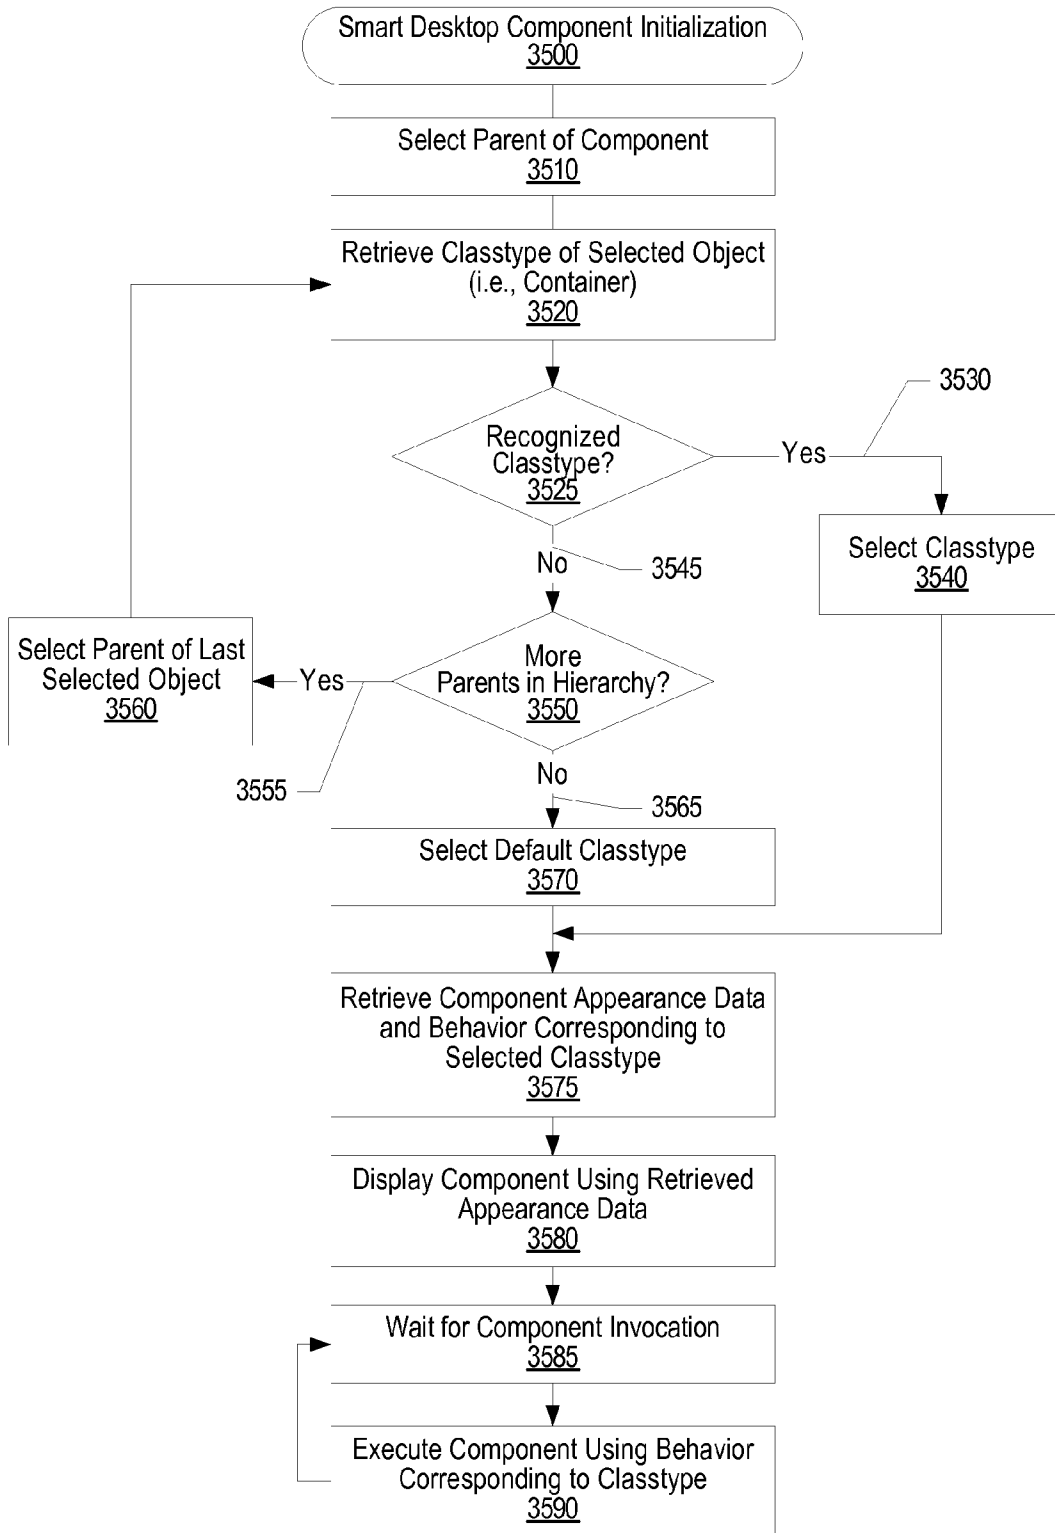 Smart Desktop Component Initialization
3500
Select Parent of Component
3510
Retrieve Classtype of Selected Object
(i.e., Container)
3520
3530
Recognized
Classtype?
3525
Yes
Select Classtype
3540
No
3545
Select Parent of Last
Selected Object
3560
Yes
More
Parents in Hierarchy?
3550
3555
No
3565
Select Default Classtype
3570
Retrieve Component Appearance Data
and Behavior Corresponding to
Selected Classtype
3575
Display Component Using Retrieved
Appearance Data
3580
Wait for Component Invocation
3585
Execute Component Using Behavior
Corresponding to Classtype
3590